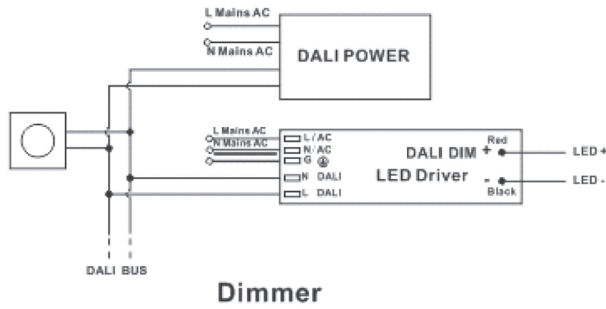 L Mains AC
N Mains AC
DALI POWER
L Mains AC
N Mains AC
L/AC
N/AC
G
N DALI
L DALI
DALI DIM
LED Driver
Red
+
-
Black
LED +
LED -
DALI BUS
Dimmer